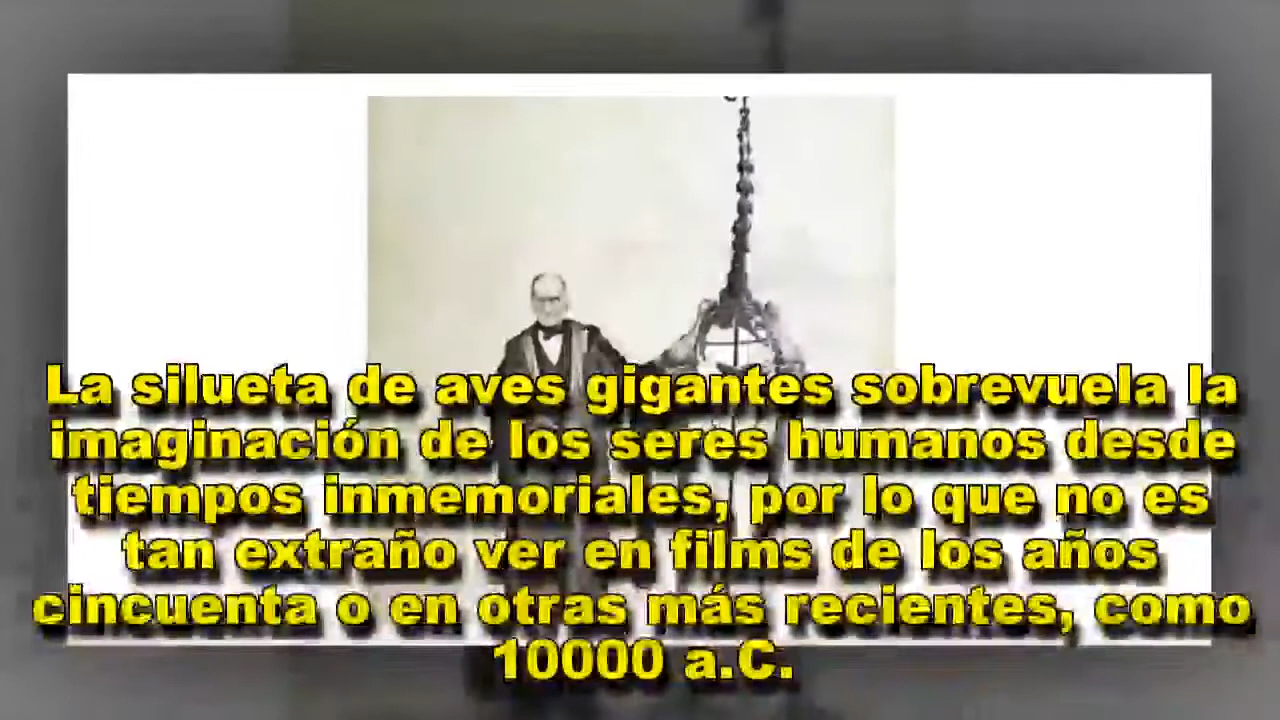 La silueta de aves gigantes sobrevuela la
imaginación de los seres humanos desde
tiempos inmemoriales, por lo que no es
tan extraño ver en films de los años
cincuenta o en otras más recientes, como
10000 a.C.